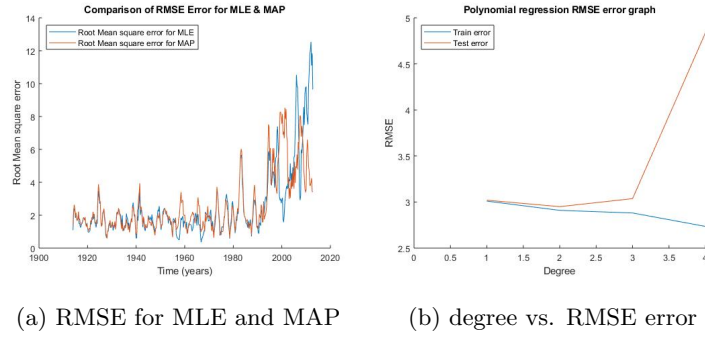 Comparison of RMSE Error for MLE & MAP
Root Mean square error for MLE
Root Mean square error for MAP
Root Mean square error
14
12
10
8
6
4
2
0
1900 1920 1940 1960 1980 2000 2020
Time (years)
(a) RMSE for MLE and MAP
Polynomial regression RMSE error graph
Train error
Test error
RMSE
5
4.5
4
3.5
3
2.5
0 0.5 1 1.5 2 2.5 3 3.5 4
Degree
(b) degree vs. RMSE error